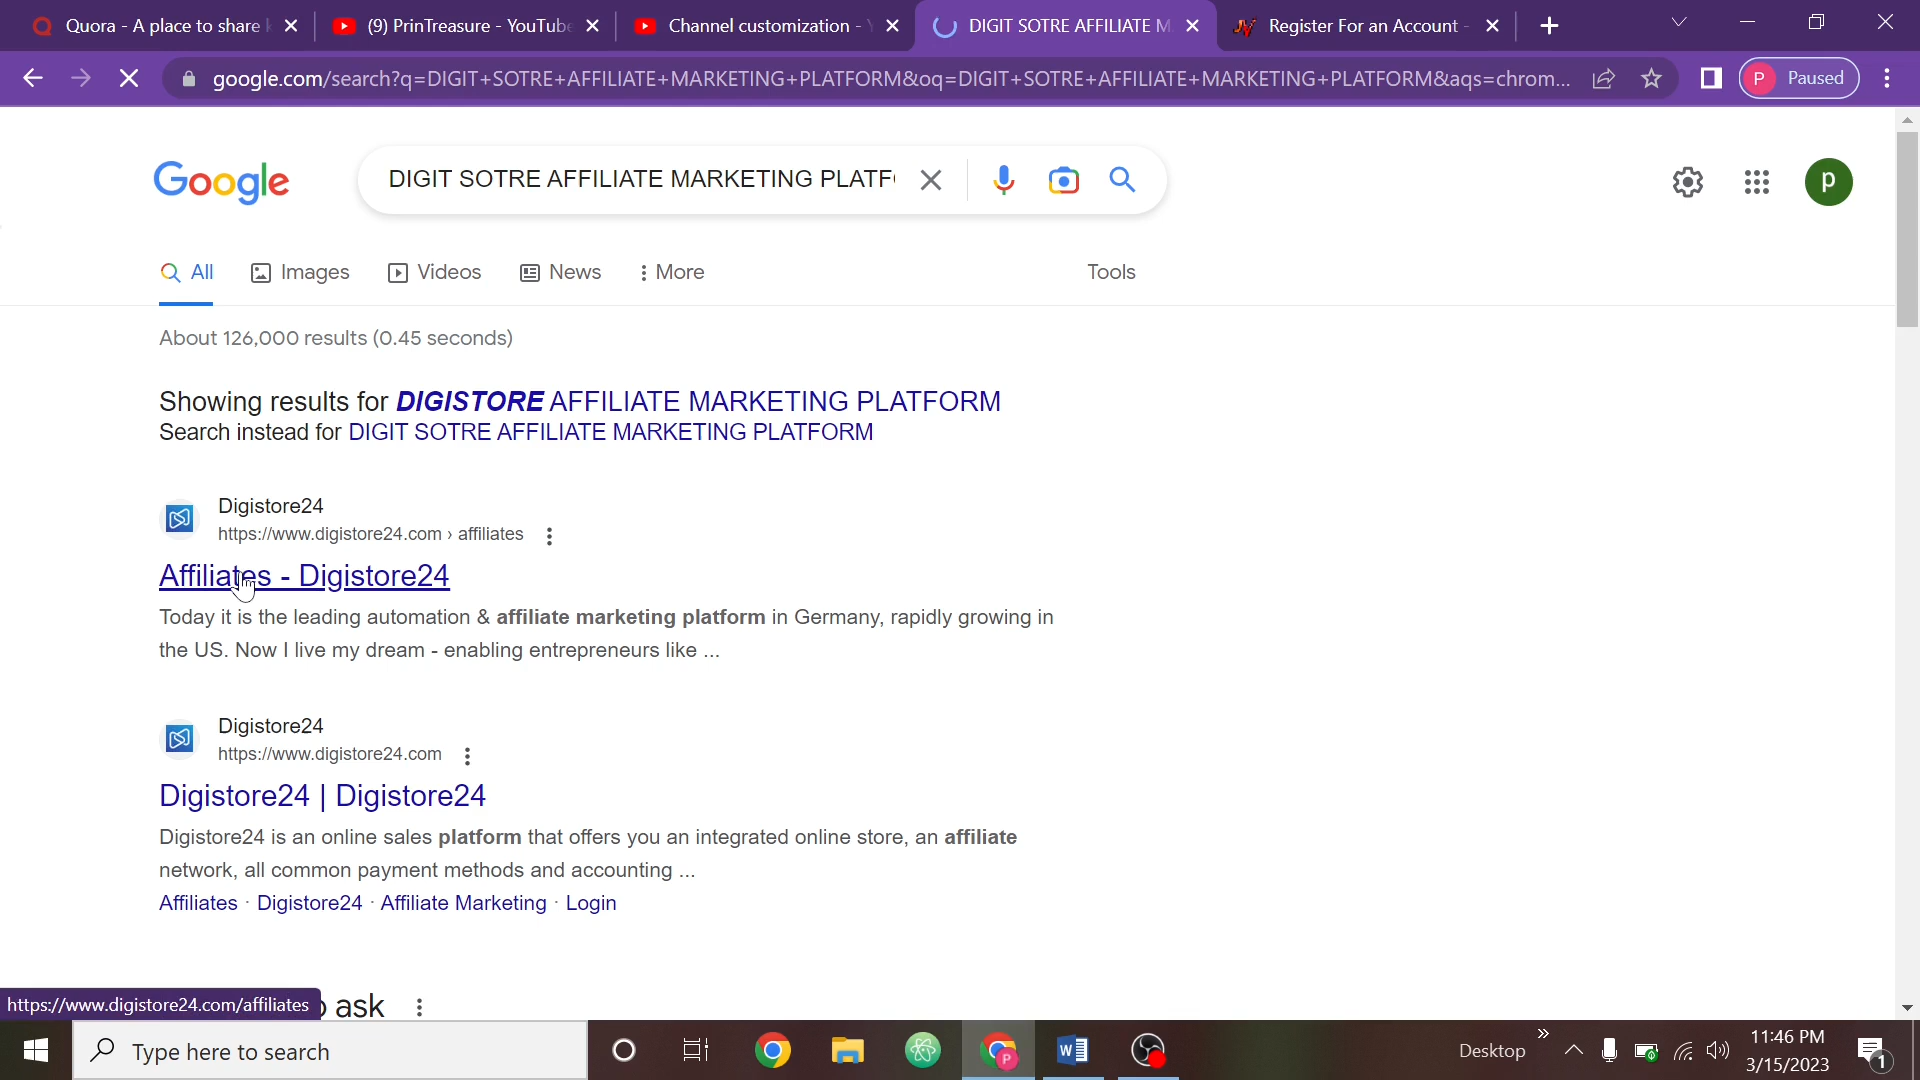 Quora - A place to share
(9) PrinTreasure - YouTube
Channel customization -
DIGIT SOTRE AFFILIATE M
Register For an Account -
google.com/search?q=DIGIT+SOTRE+AFFILIATE+MARKETING+PLATFORM&oq=DIGIT+SOTRE+AFFILIATE+MARKETING+PLATFORM&aqs=chrom...
P Paused
Google
DIGIT SOTRE AFFILIATE MARKETING PLATF
p
All
Images
Videos
News
More
Tools
About 126,000 results (0.45 seconds)
Showing results for DIGISTORE AFFILIATE MARKETING PLATFORM
Search instead for DIGIT SOTRE AFFILIATE MARKETING PLATFORM
Digistore24
https://www.digistore24.com › affiliates
Affiliates - Digistore24
Today it is the leading automation & affiliate marketing platform in Germany, rapidly growing in
the US. Now I live my dream - enabling entrepreneurs like ...
Digistore24
https://www.digistore24.com
Digistore24 | Digistore24
Digistore24 is an online sales platform that offers you an integrated online store, an affiliate
network, all common payment methods and accounting ...
Affiliates · Digistore24 · Affiliate Marketing · Login
ask
https://www.digistore24.com/affiliates
Type here to search
P
W
Desktop
11:46 PM
3/15/2023
1